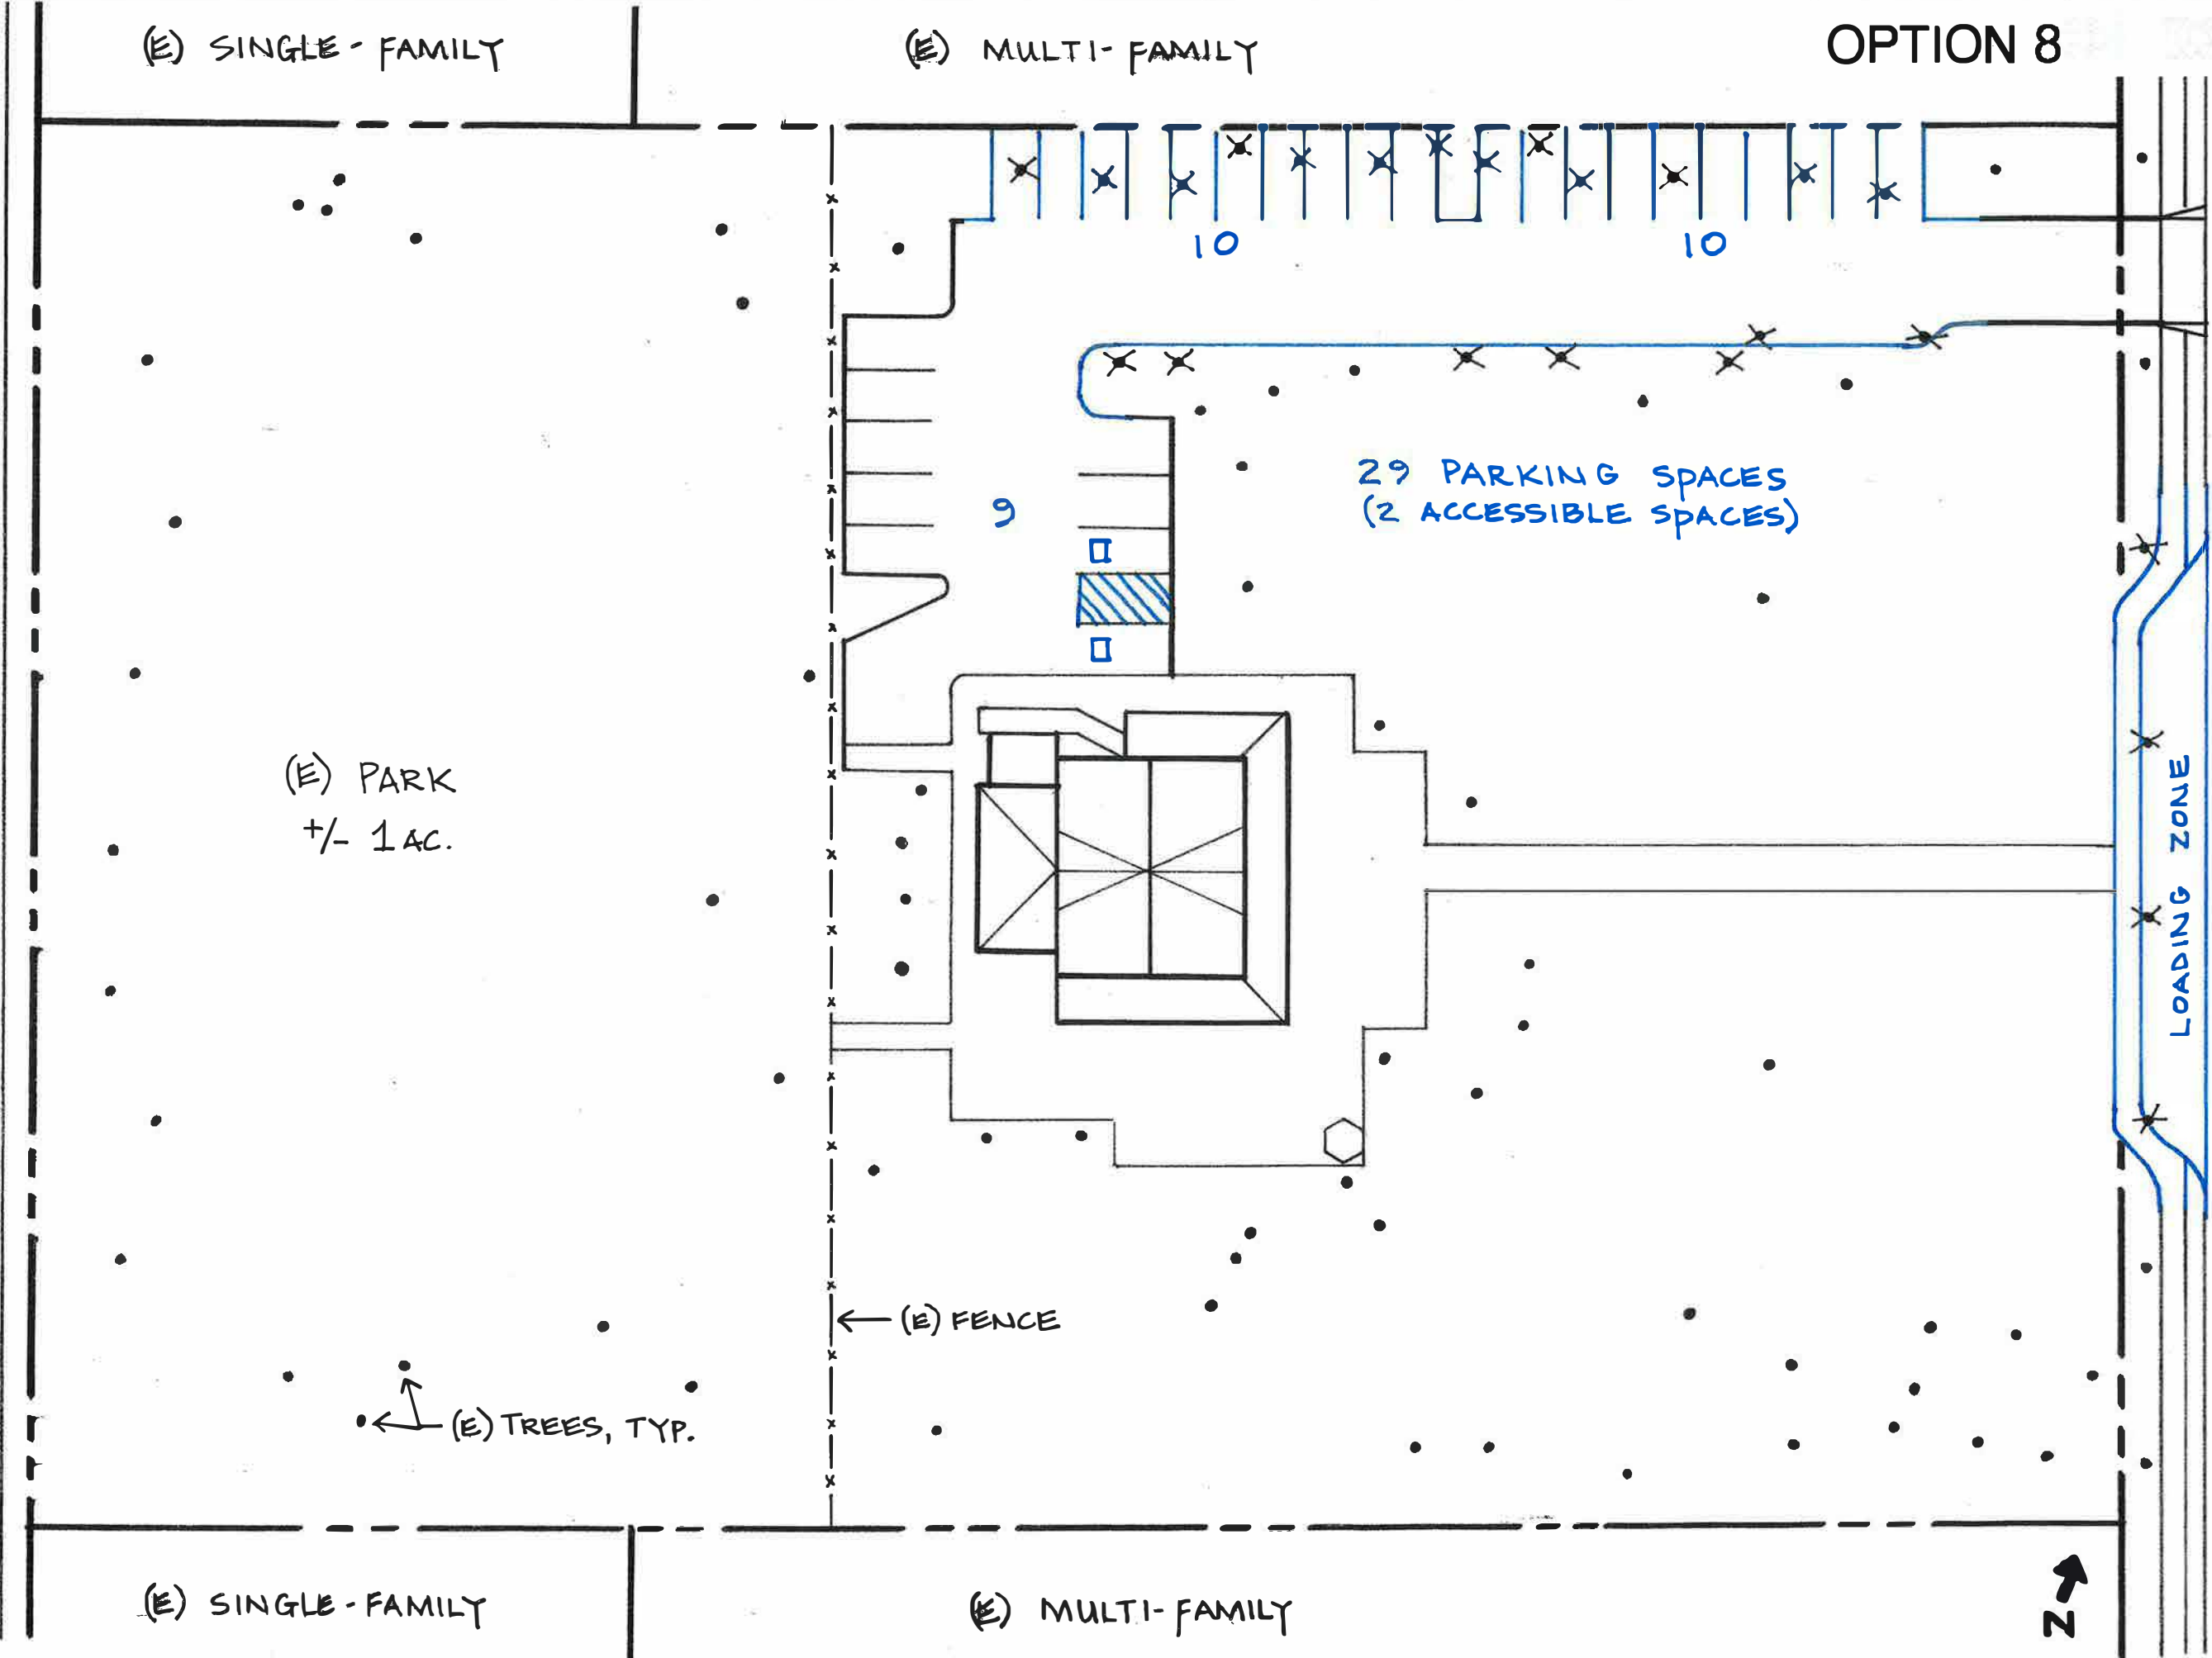 (E) SINGLE-FAMILY
(E) MULTI-FAMILY
OPTION 8
10
10
29 PARKING SPACES
(2 ACCESSIBLE SPACES)
9
(E) PARK
+/- 1 AC.
LOADING ZONE
(E) FENCE
(E) TREES, TYP.
(E) SINGLE-FAMILY
(E) MULTI-FAMILY
N